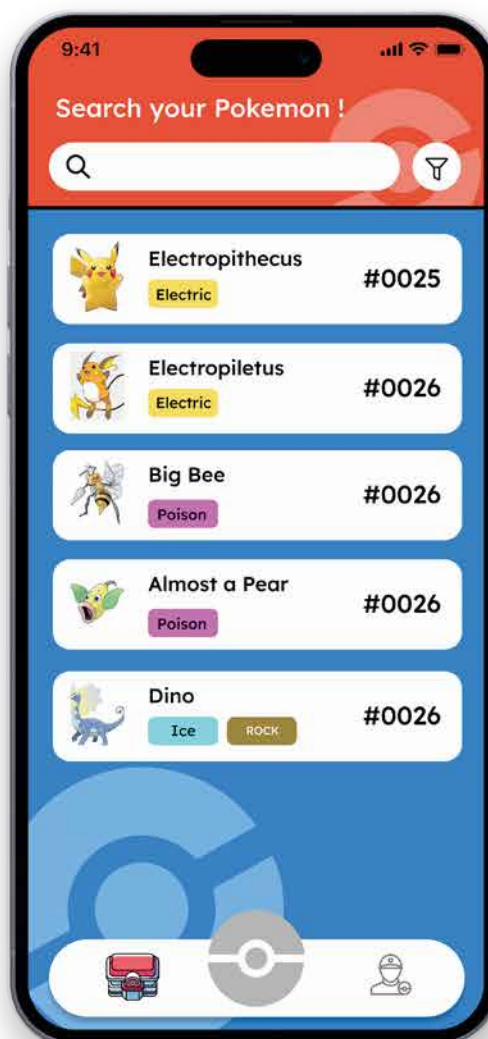 9:41
Search your Pokemon !
Electropithecus
Electric
#0025
Electropiletus
Electric
#0026
Big Bee
Poison
#0026
Almost a Pear
Poison
#0026
Dino
Ice ROCK
#0026